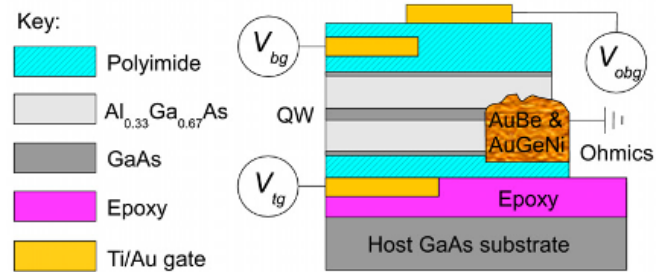 Key:
Polyimide
Al0.33Ga0.67As
GaAs
Epoxy
Ti/Au gate
Vbg
Vobg
QW
AuBe &
AuGeNi
Ohmics
Vtg
Epoxy
Host GaAs substrate